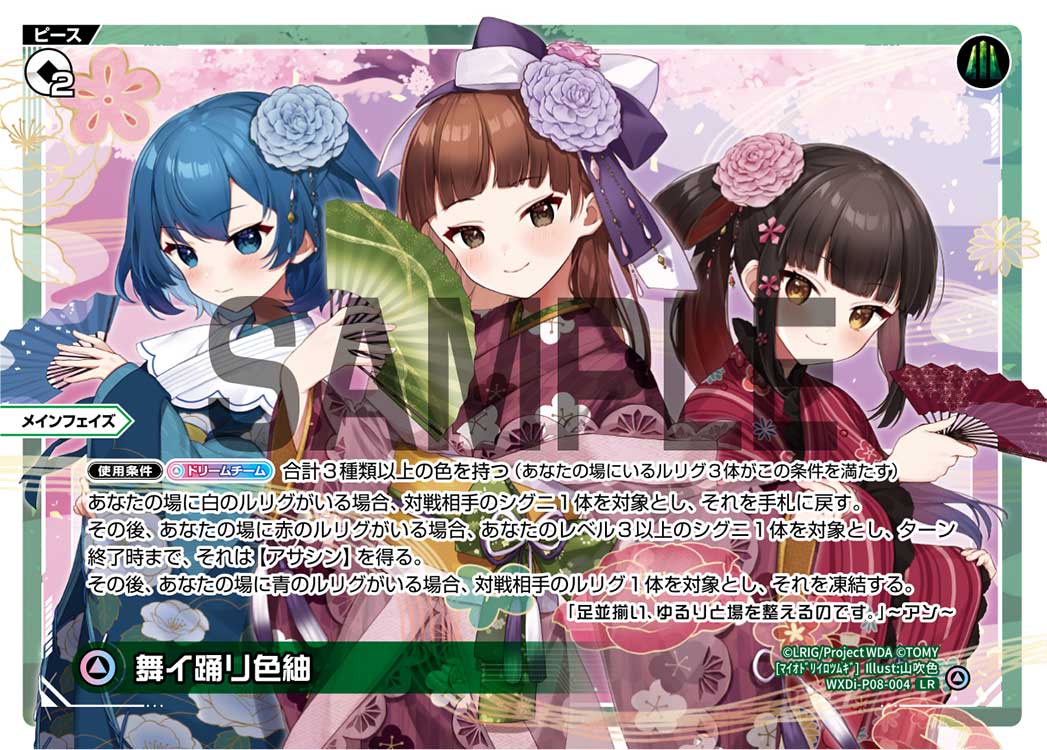 ピース
2
SAMPLE
メインフェイズ
使用条件 ドリームチーム 合計3種類以上の色を持つ(あなたの場にいるルリグ3体がこの条件を満たす)
あなたの場に白のルリグがいる場合、対戦相手のシグニ1体を対象とし、それを手札に戻す。
その後、あなたの場に赤のルリグがいる場合、あなたのレベル3以上のシグニ1体を対象とし、ターン
終了時まで、それは【アサシン】を得る。
その後、あなたの場に青のルリグがいる場合、対戦相手のルリグ1体を対象とし、それを凍結する。
「足並揃い、ゆるりと場を整えるのです。」~アン~
舞イ踊リ色紬
©LRIG/Project WDA ©TOMY
[マイオドリイロツムギ] Illust:山吹色
WXDi-P08-004 LR